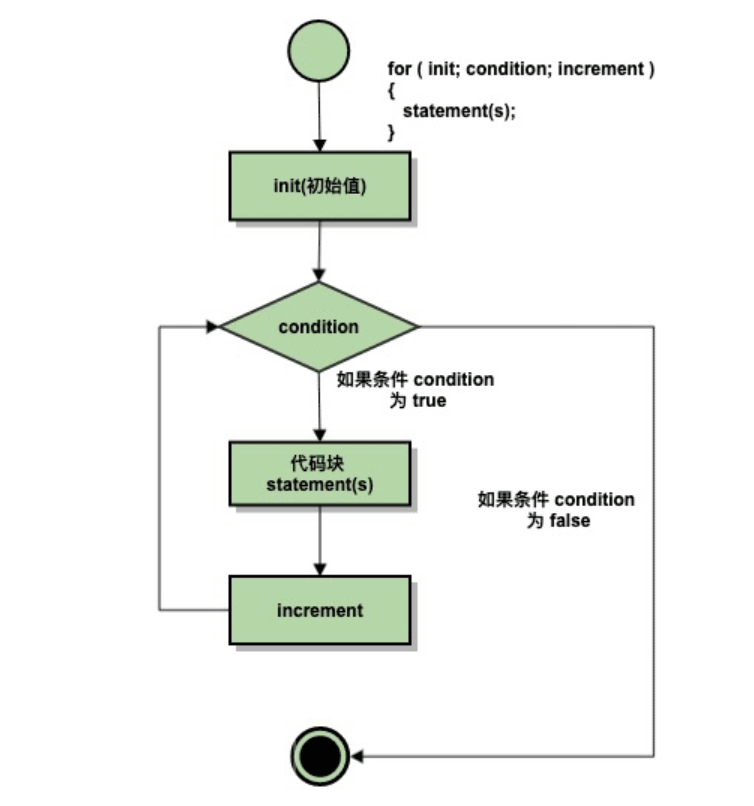 for ( init; condition; increment )
{
statement(s);
}
init(初始值)
condition
如果条件 condition
为 true
代码块
statement(s)
如果条件 condition
为 false
increment